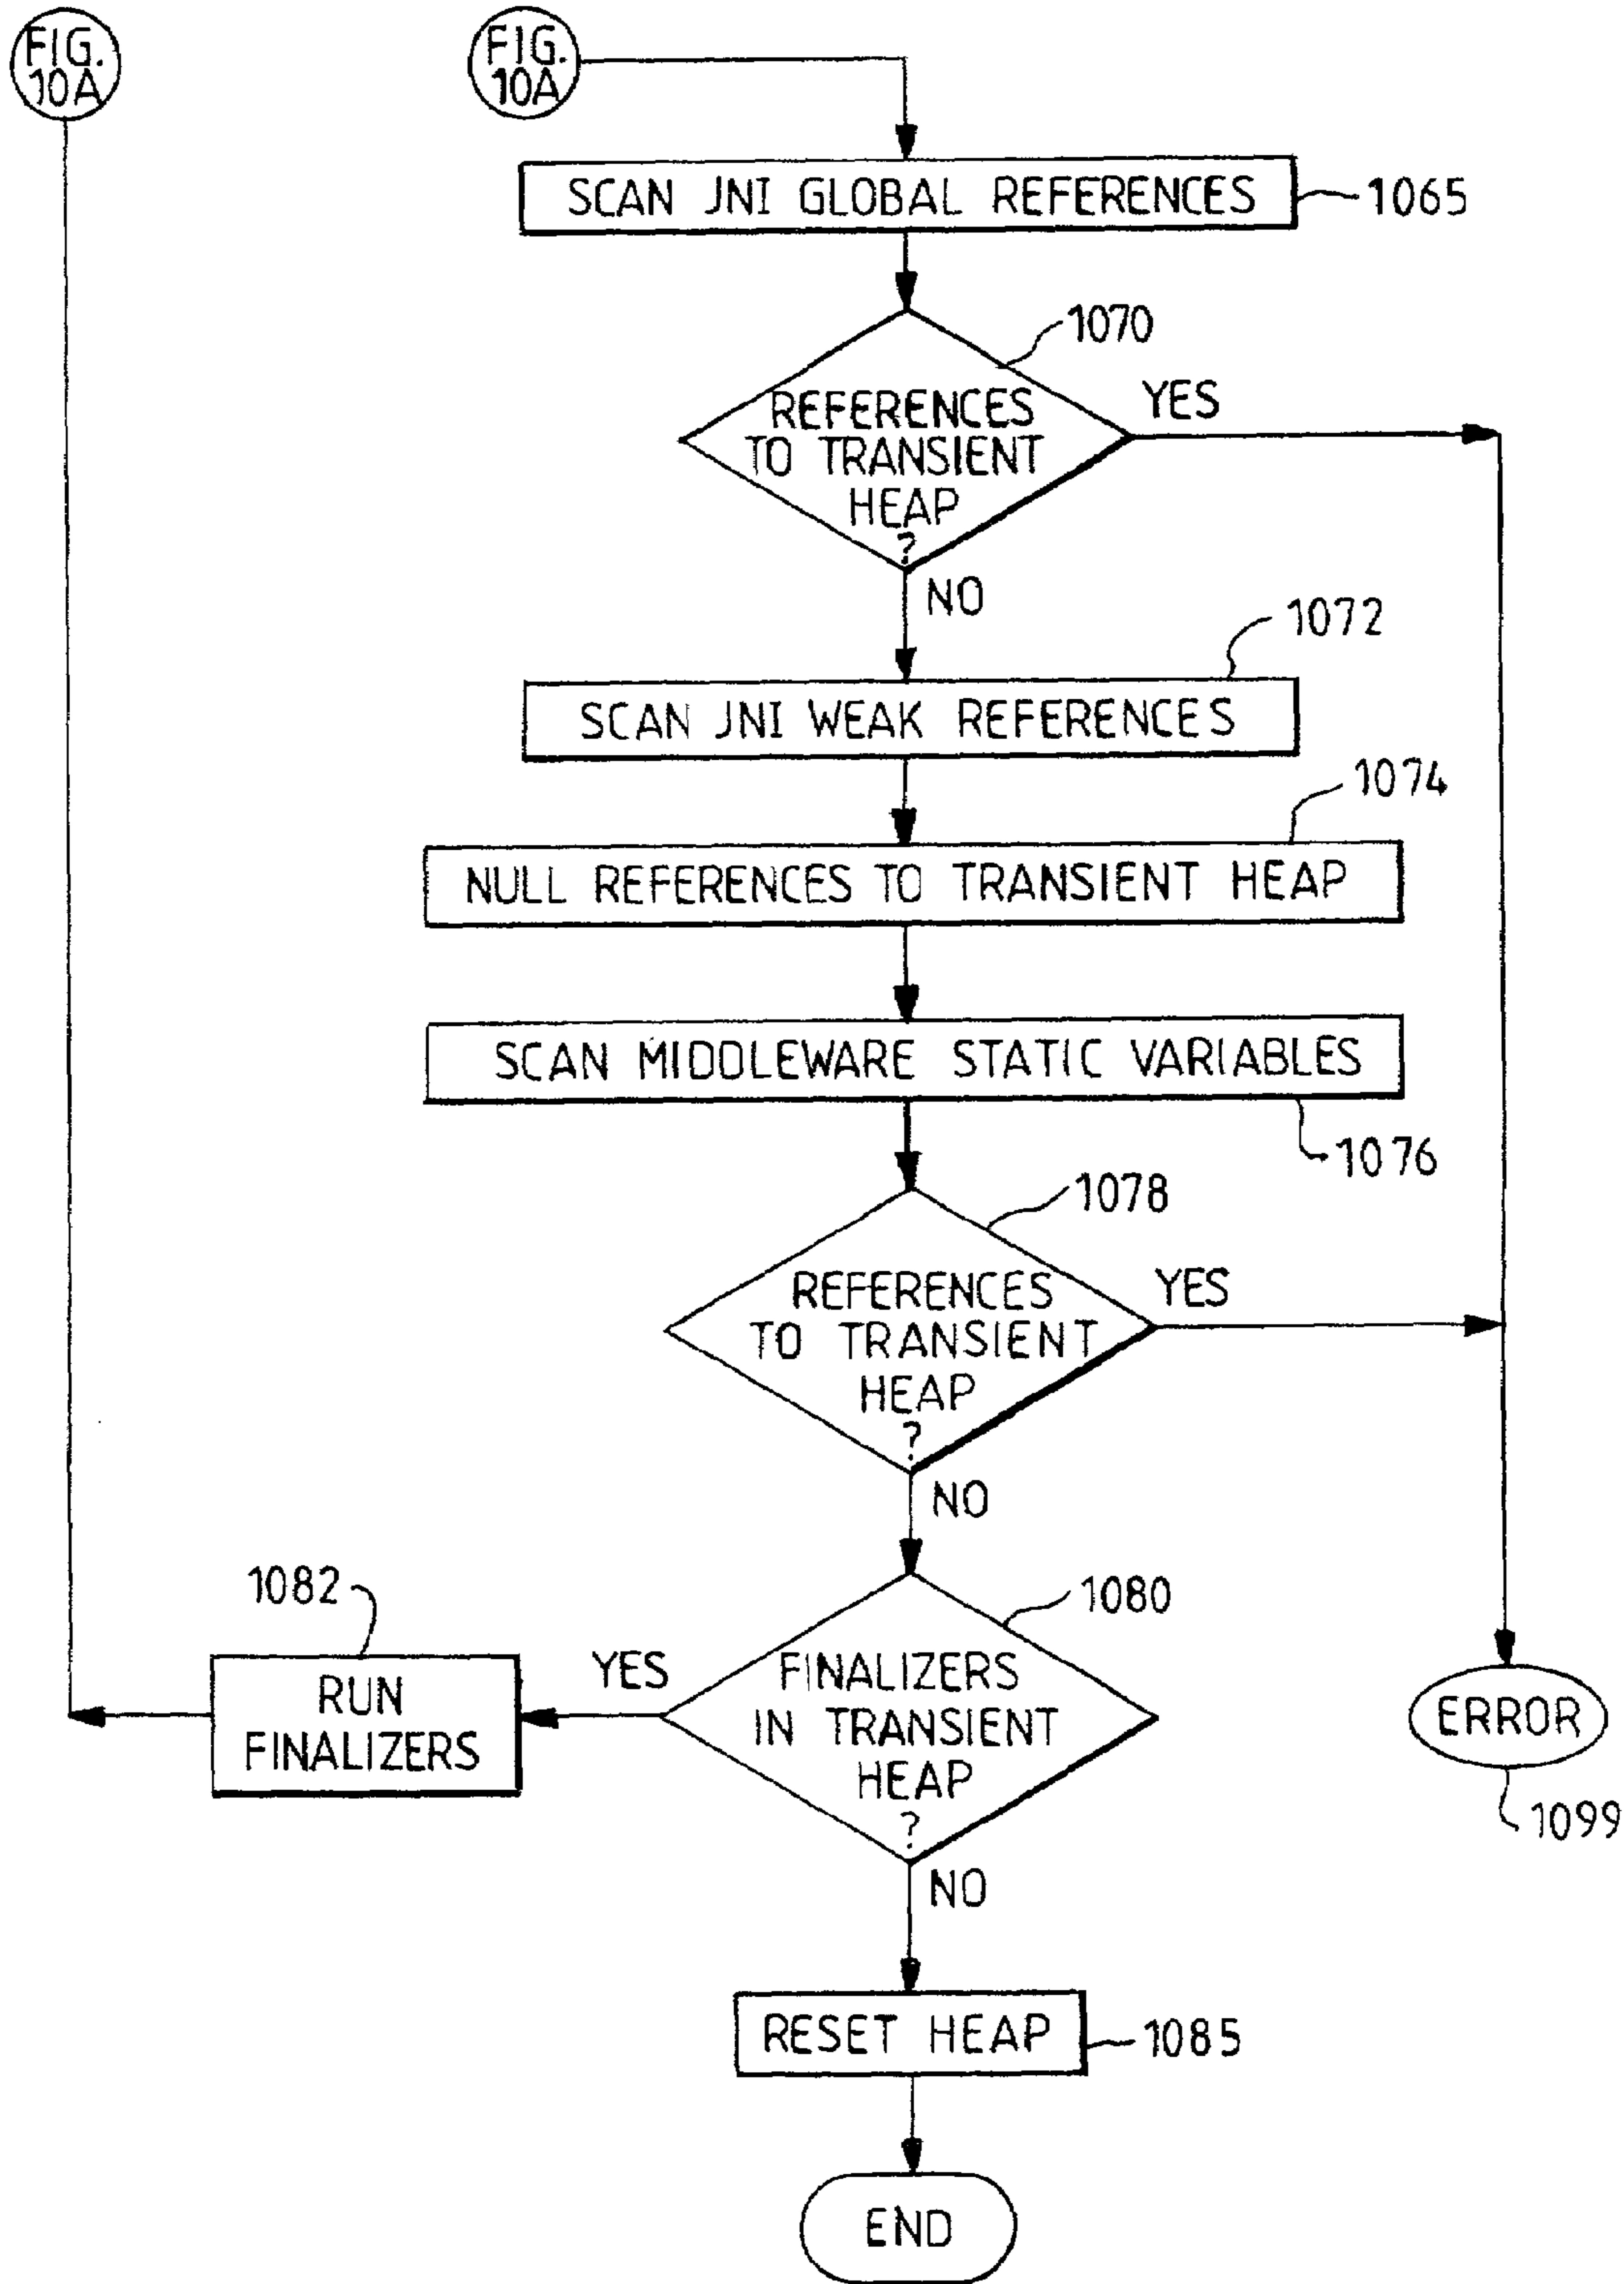 FIG.
10A
FIG.
10A
SCAN JNI GLOBAL REFERENCES
1065
1070
REFERENCES
TO TRANSIENT
HEAP
?
YES
NO
1072
SCAN JNI WEAK REFERENCES
1074
NULL REFERENCES TO TRANSIENT HEAP
SCAN MIDDLEWARE STATIC VARIABLES
1076
1078
REFERENCES
TO TRANSIENT
HEAP
?
YES
NO
1082
RUN
FINALIZERS
YES
1080
FINALIZERS
IN TRANSIENT
HEAP
?
NO
ERROR
1099
RESET HEAP
1085
END